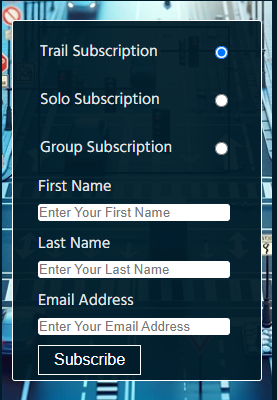 Trail Subscription
Solo Subscription
Group Subscription
First Name
Enter Your First Name
Last Name
Enter Your Last Name
Email Address
Enter Your Email Address
Subscribe